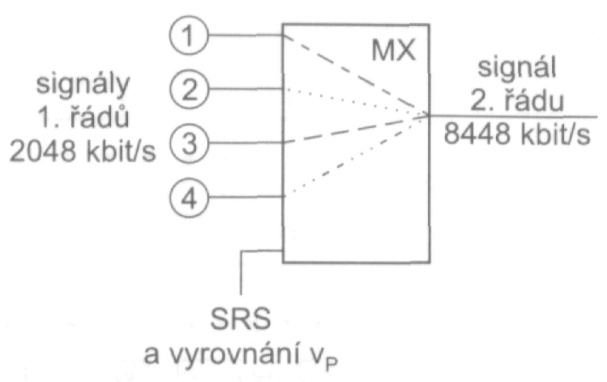 1
2
3
4
signály
1. řádů
2048 kbit/s
MX
signál
2. řádu
8448 kbit/s
SRS
a vyrovnání vP